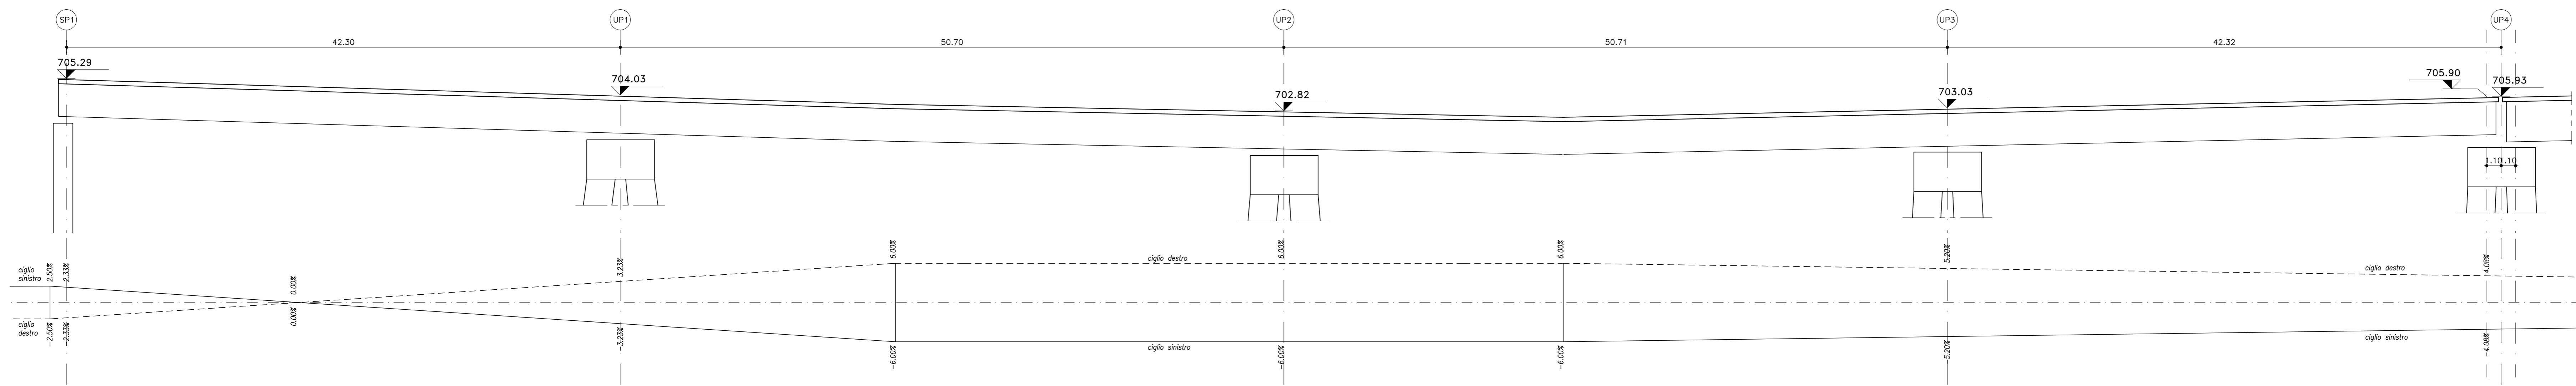 SP1 UP1 UP2 UP3 UP4
42.30 50.70 50.71 42.32
705.29 704.03 702.82 703.03 705.90 705.93
1.10 1.10
ciglio
sinistro
2.50% 2.33% 0.00% 3.23% 6.00% 6.00% 6.00% 5.20% 4.08%
ciglio destro ciglio destro
ciglio
destro
-2.50% -2.33% 0.00% -3.23% -6.00% -6.00% -6.00% -5.20% -4.08%
ciglio sinistro ciglio sinistro